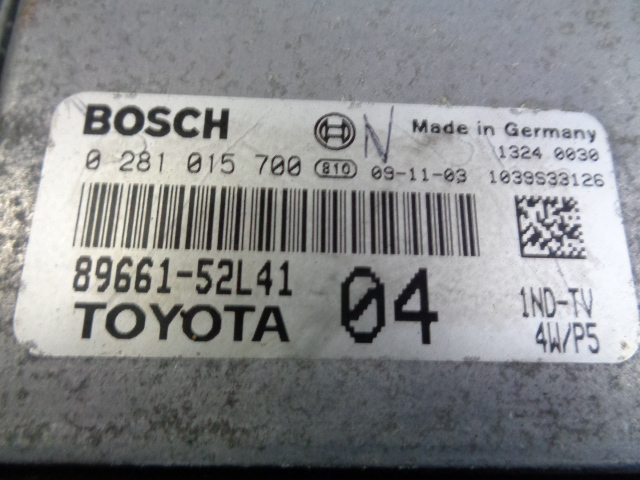 BOSCH N Made in Germany
0 281 015 700 810 09-11-03 1324 0030
1039S33126
89661-52L41 04 1ND-TV
TOYOTA 4W/P5